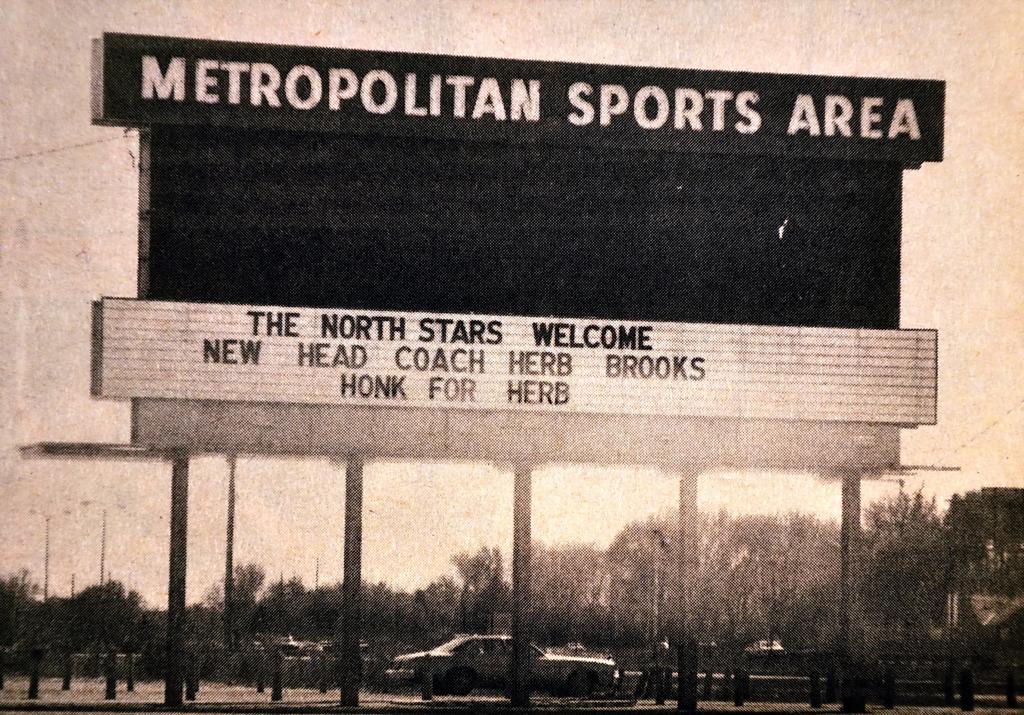 METROPOLITAN SPORTS AREA
THE NORTH STARS WELCOME
NEW HEAD COACH HERB BROOKS
HONK FOR HERB